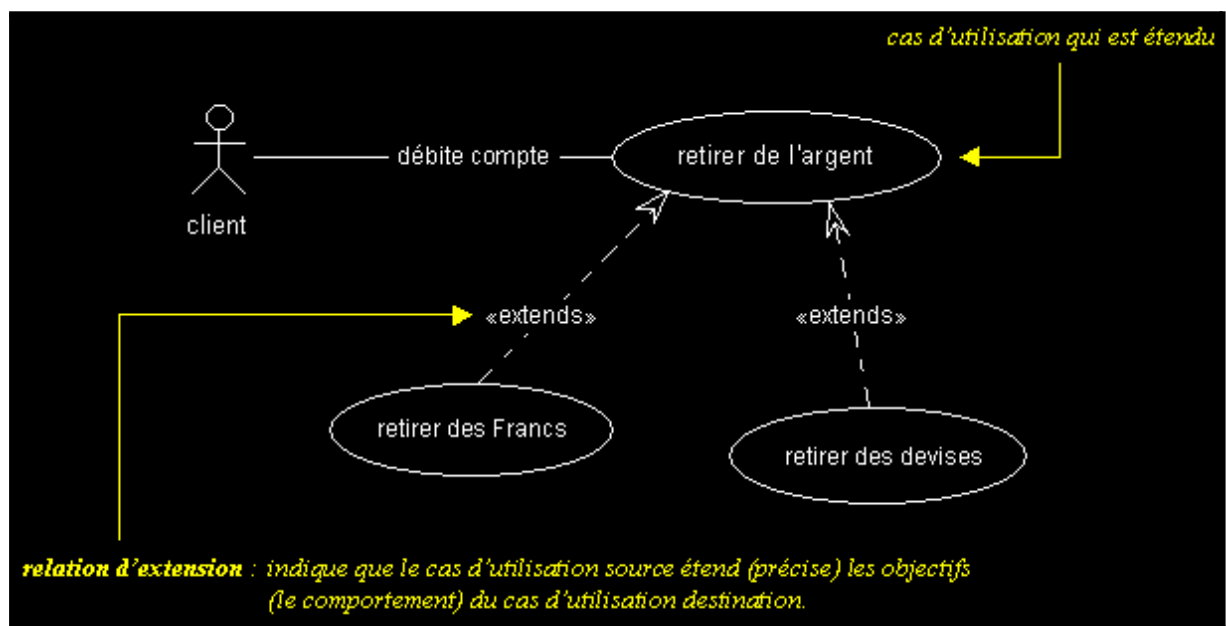 cas d'utilisation qui est étendu
débite compte
retirer de l'argent
client
«extends»
«extends»
retirer des Francs
retirer des devises
relation d'extension : indique que le cas d'utilisation source étend (précise) les objectifs
(le comportement) du cas d'utilisation destination.